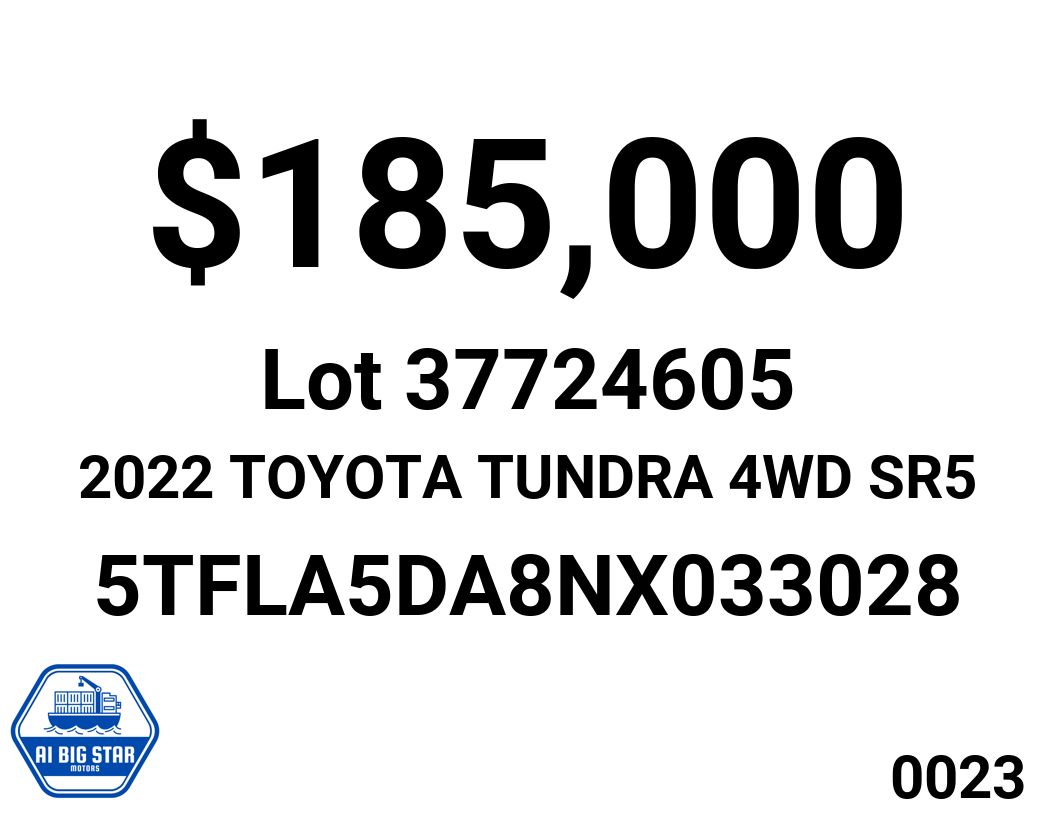 $185,000
Lot 37724605
2022 TOYOTA TUNDRA 4WD SR5
5TFLA5DA8NX033028
AI BIG STAR
MOTORS
0023